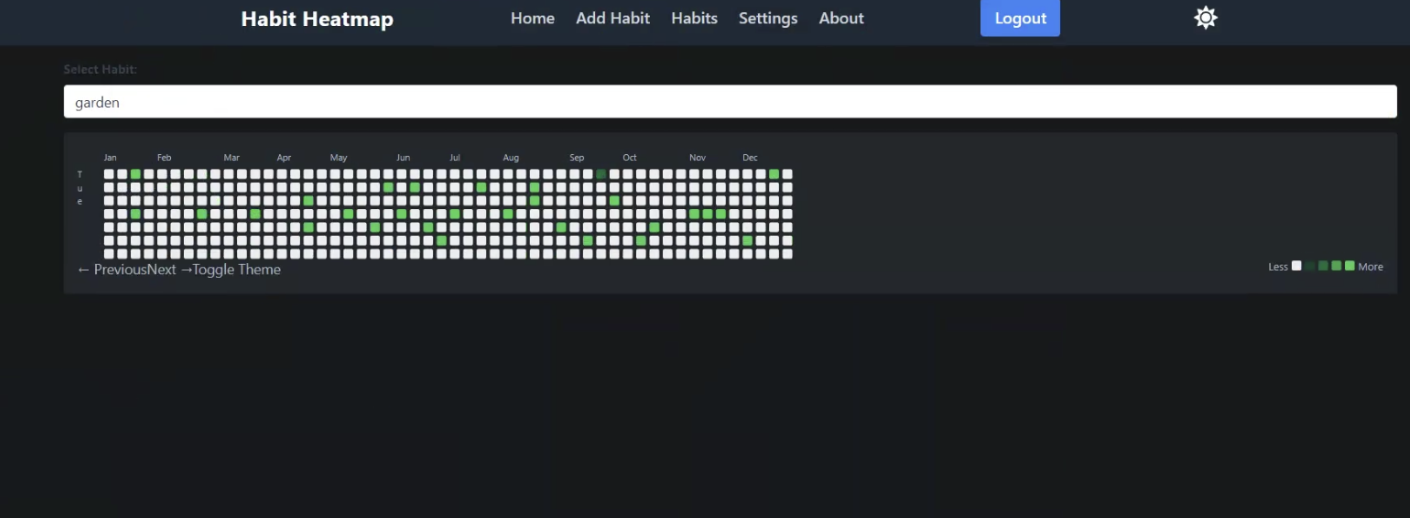 Habit Heatmap Home Add Habit Habits Settings About Logout
Select Habit:
garden
Jan Feb Mar Apr May Jun Jul Aug Sep Oct Nov Dec
T
u
e
← PreviousNext →Toggle Theme
Less More